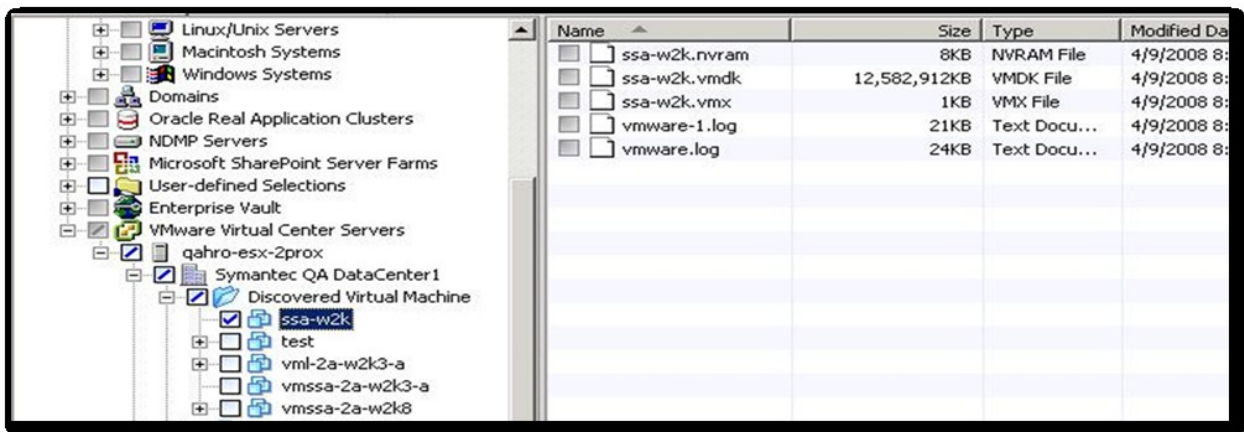 Linux/Unix Servers
Macintosh Systems
Windows Systems
Domains
Oracle Real Application Clusters
NDMP Servers
Microsoft SharePoint Server Farms
User-defined Selections
Enterprise Vault
VMware Virtual Center Servers
qahro-esx-2prox
Symantec QA DataCenter1
Discovered Virtual Machine
ssa-w2k
test
vml-2a-w2k3-a
vmssa-2a-w2k3-a
vmssa-2a-w2k8
Name Size Type Modified Da
ssa-w2k.nvram 8KB NVRAM File 4/9/2008 8:
ssa-w2k.vmdk 12,582,912KB VMDK File 4/9/2008 8:
ssa-w2k.vmx 1KB VMX File 4/9/2008 8:
vmware-1.log 21KB Text Docu... 4/9/2008 8:
vmware.log 24KB Text Docu... 4/9/2008 8: